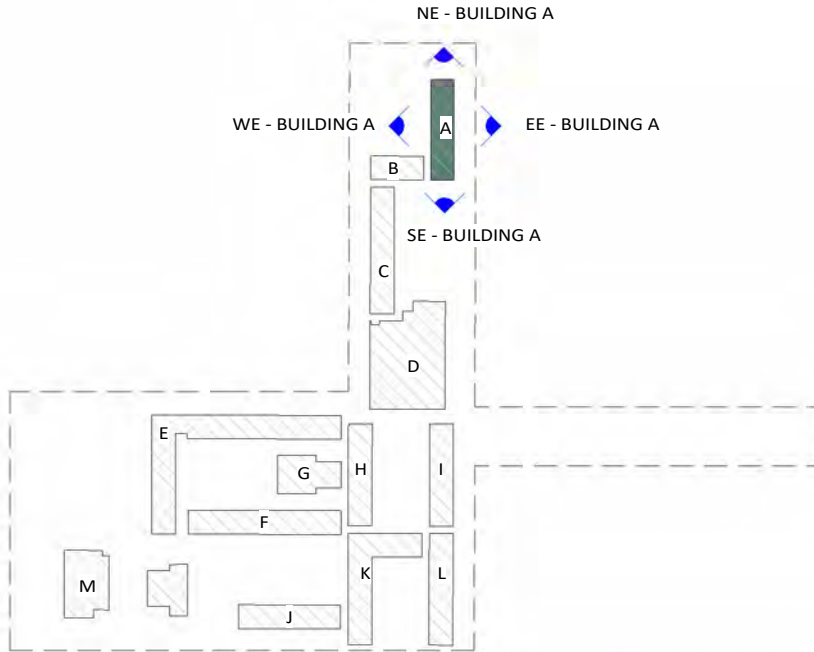 NE - BUILDING A
WE - BUILDING A
A
EE - BUILDING A
B
SE - BUILDING A
C
D
E
G
H
I
F
K
L
M
J